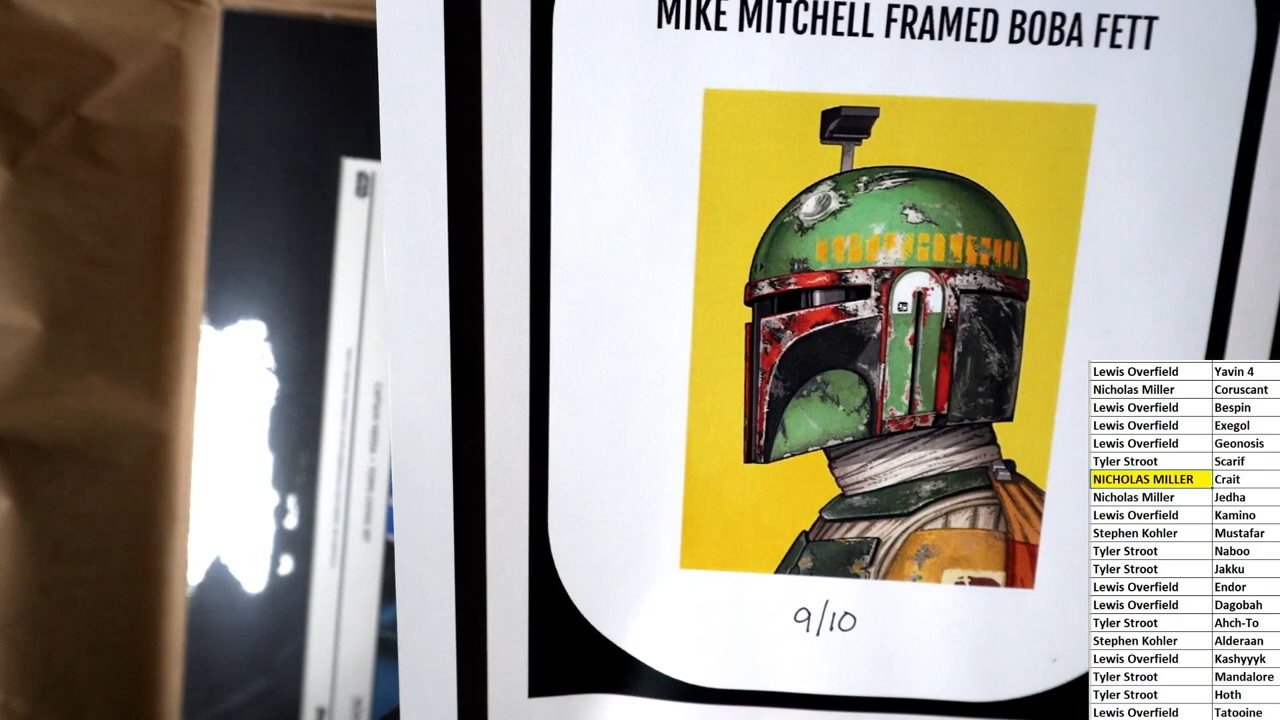 MIKE MITCHELL FRAMED BOBA FETT
9/10
Lewis Overfield Yavin 4
Nicholas Miller Coruscant
Lewis Overfield Bespin
Lewis Overfield Exegol
Lewis Overfield Geonosis
Tyler Stroot Scarif
NICHOLAS MILLER Crait
Nicholas Miller Jedha
Lewis Overfield Kamino
Stephen Kohler Mustafar
Tyler Stroot Naboo
Tyler Stroot Jakku
Lewis Overfield Endor
Lewis Overfield Dagobah
Tyler Stroot Ahch-To
Stephen Kohler Alderaan
Lewis Overfield Kashyyyk
Tyler Stroot Mandalore
Tyler Stroot Hoth
Lewis Overfield Tatooine